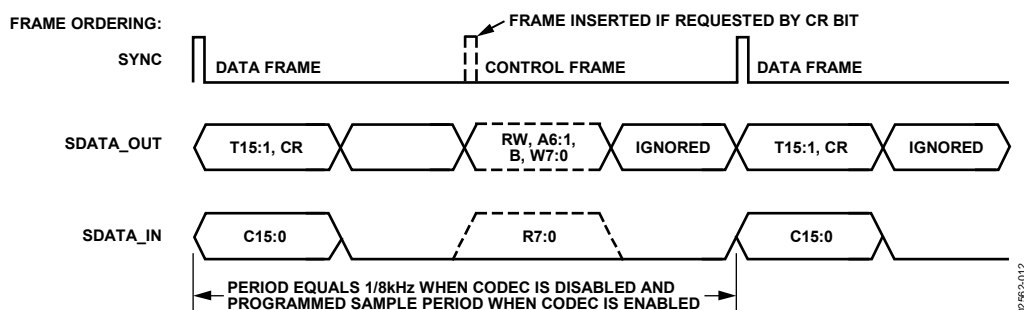 FRAME ORDERING:
FRAME INSERTED IF REQUESTED BY CR BIT
SYNC
DATA FRAME
CONTROL FRAME
DATA FRAME
SDATA_OUT
T15:1, CR
RW, A6:1,
B, W7:0
IGNORED
T15:1, CR
IGNORED
SDATA_IN
C15:0
R7:0
C15:0
PERIOD EQUALS 1/8kHz WHEN CODEC IS DISABLED AND
PROGRAMMED SAMPLE PERIOD WHEN CODEC IS ENABLED
02562-012